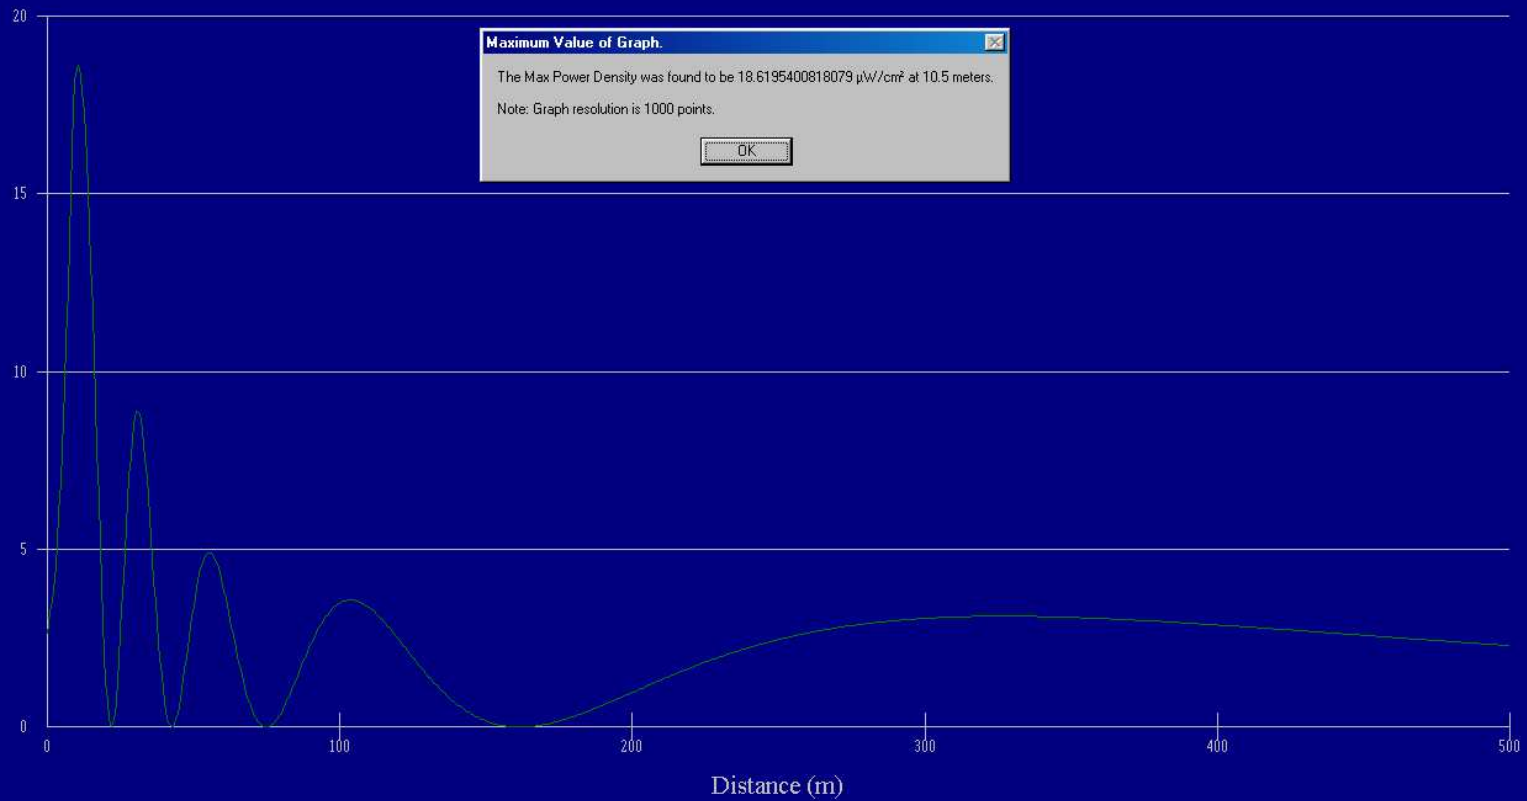 20
Maximum Value of Graph.
The Max Power Density was found to be 18.6195400818079 µW/cm² at 10.5 meters.
Note: Graph resolution is 1000 points.
OK
15
10
5
0
0 100 200 300 400 500
Distance (m)